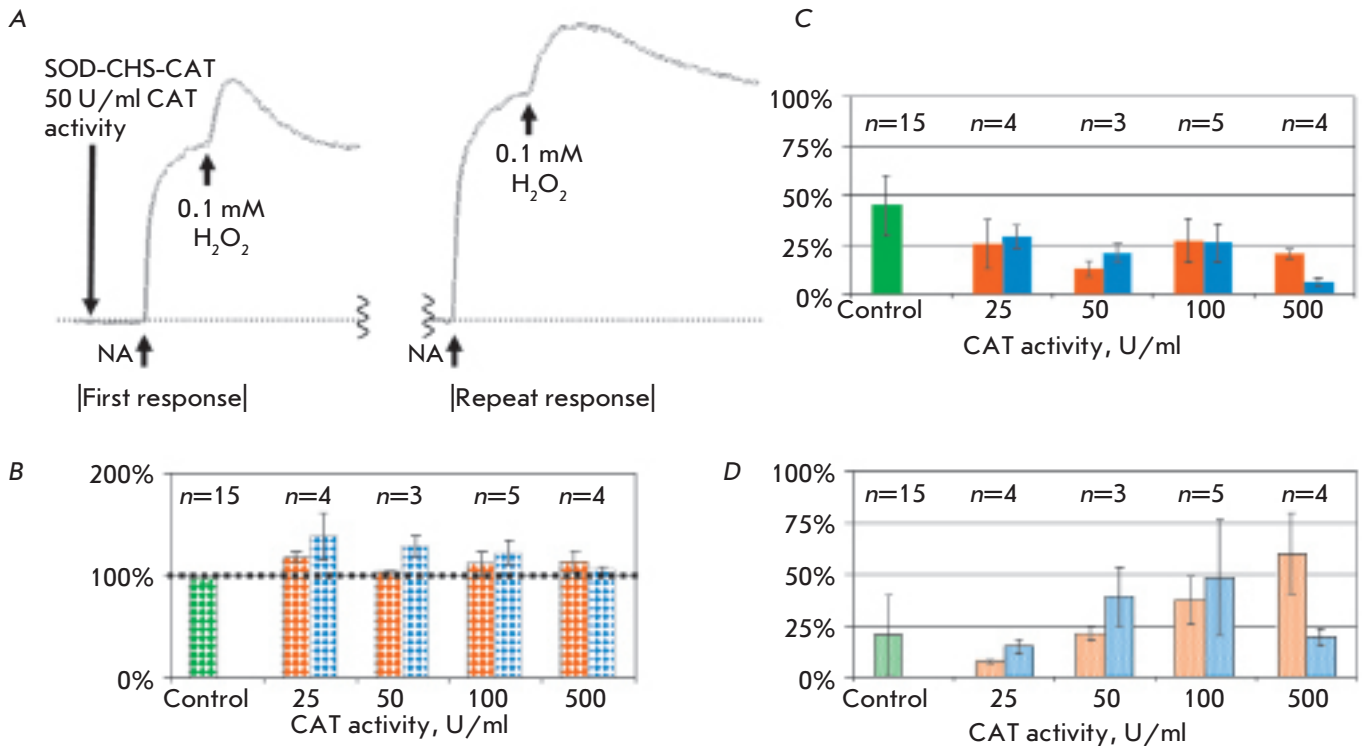 A
SOD-CHS-CAT
50 U/ml CAT
activity
0.1 mM
H₂O₂
NA
|First response|
0.1 mM
H₂O₂
NA
|Repeat response|
C
100%
n=15 n=4 n=3 n=5 n=4
75%
50%
25%
0%
Control 25 50 100 500
CAT activity, U/ml
B
200%
n=15 n=4 n=3 n=5 n=4
100%
0%
Control 25 50 100 500
CAT activity, U/ml
D
100%
n=15 n=4 n=3 n=5 n=4
75%
50%
25%
0%
Control 25 50 100 500
CAT activity, U/ml